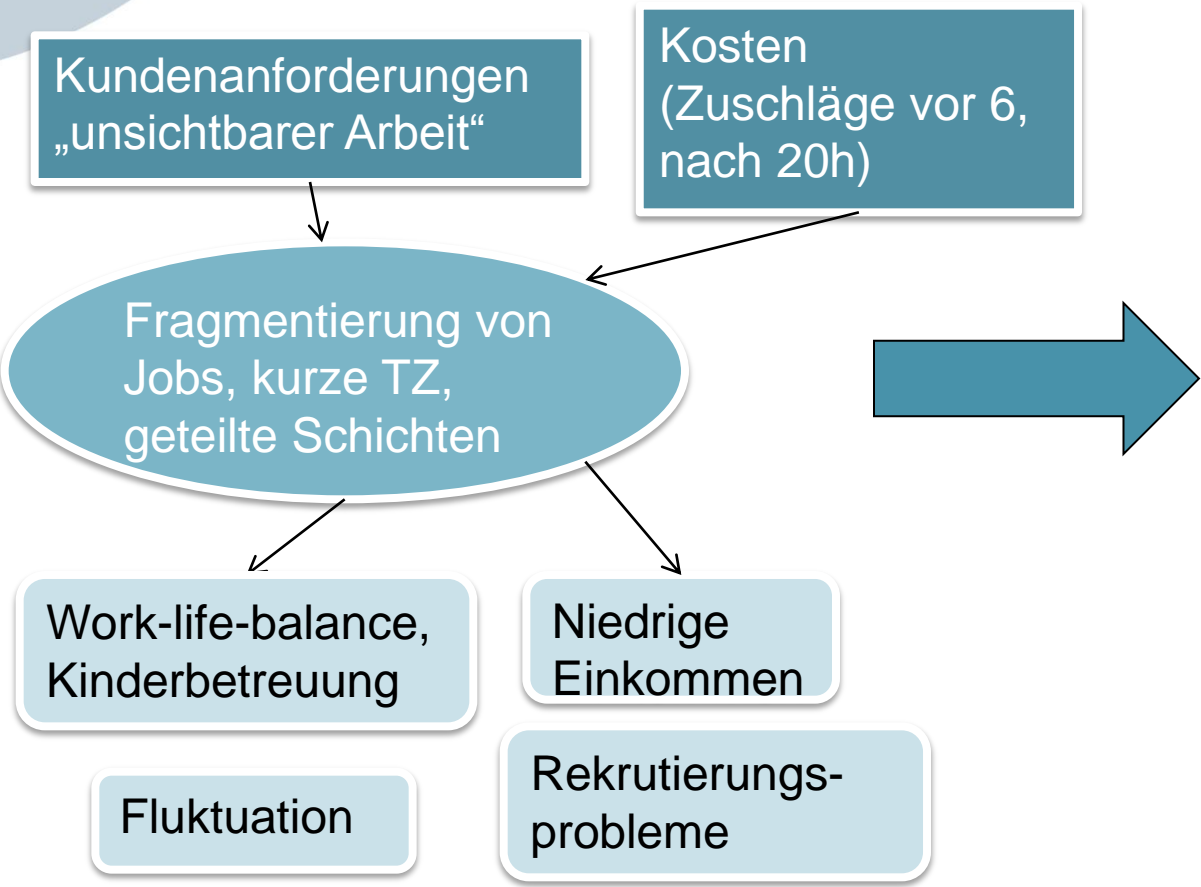 Kundenanforderungen
„unsichtbarer Arbeit“
Kosten
(Zuschläge vor 6,
nach 20h)
Fragmentierung von
Jobs, kurze TZ,
geteilte Schichten
Work-life-balance,
Kinderbetreuung
Niedrige
Einkommen
Fluktuation
Rekrutierungs-
probleme